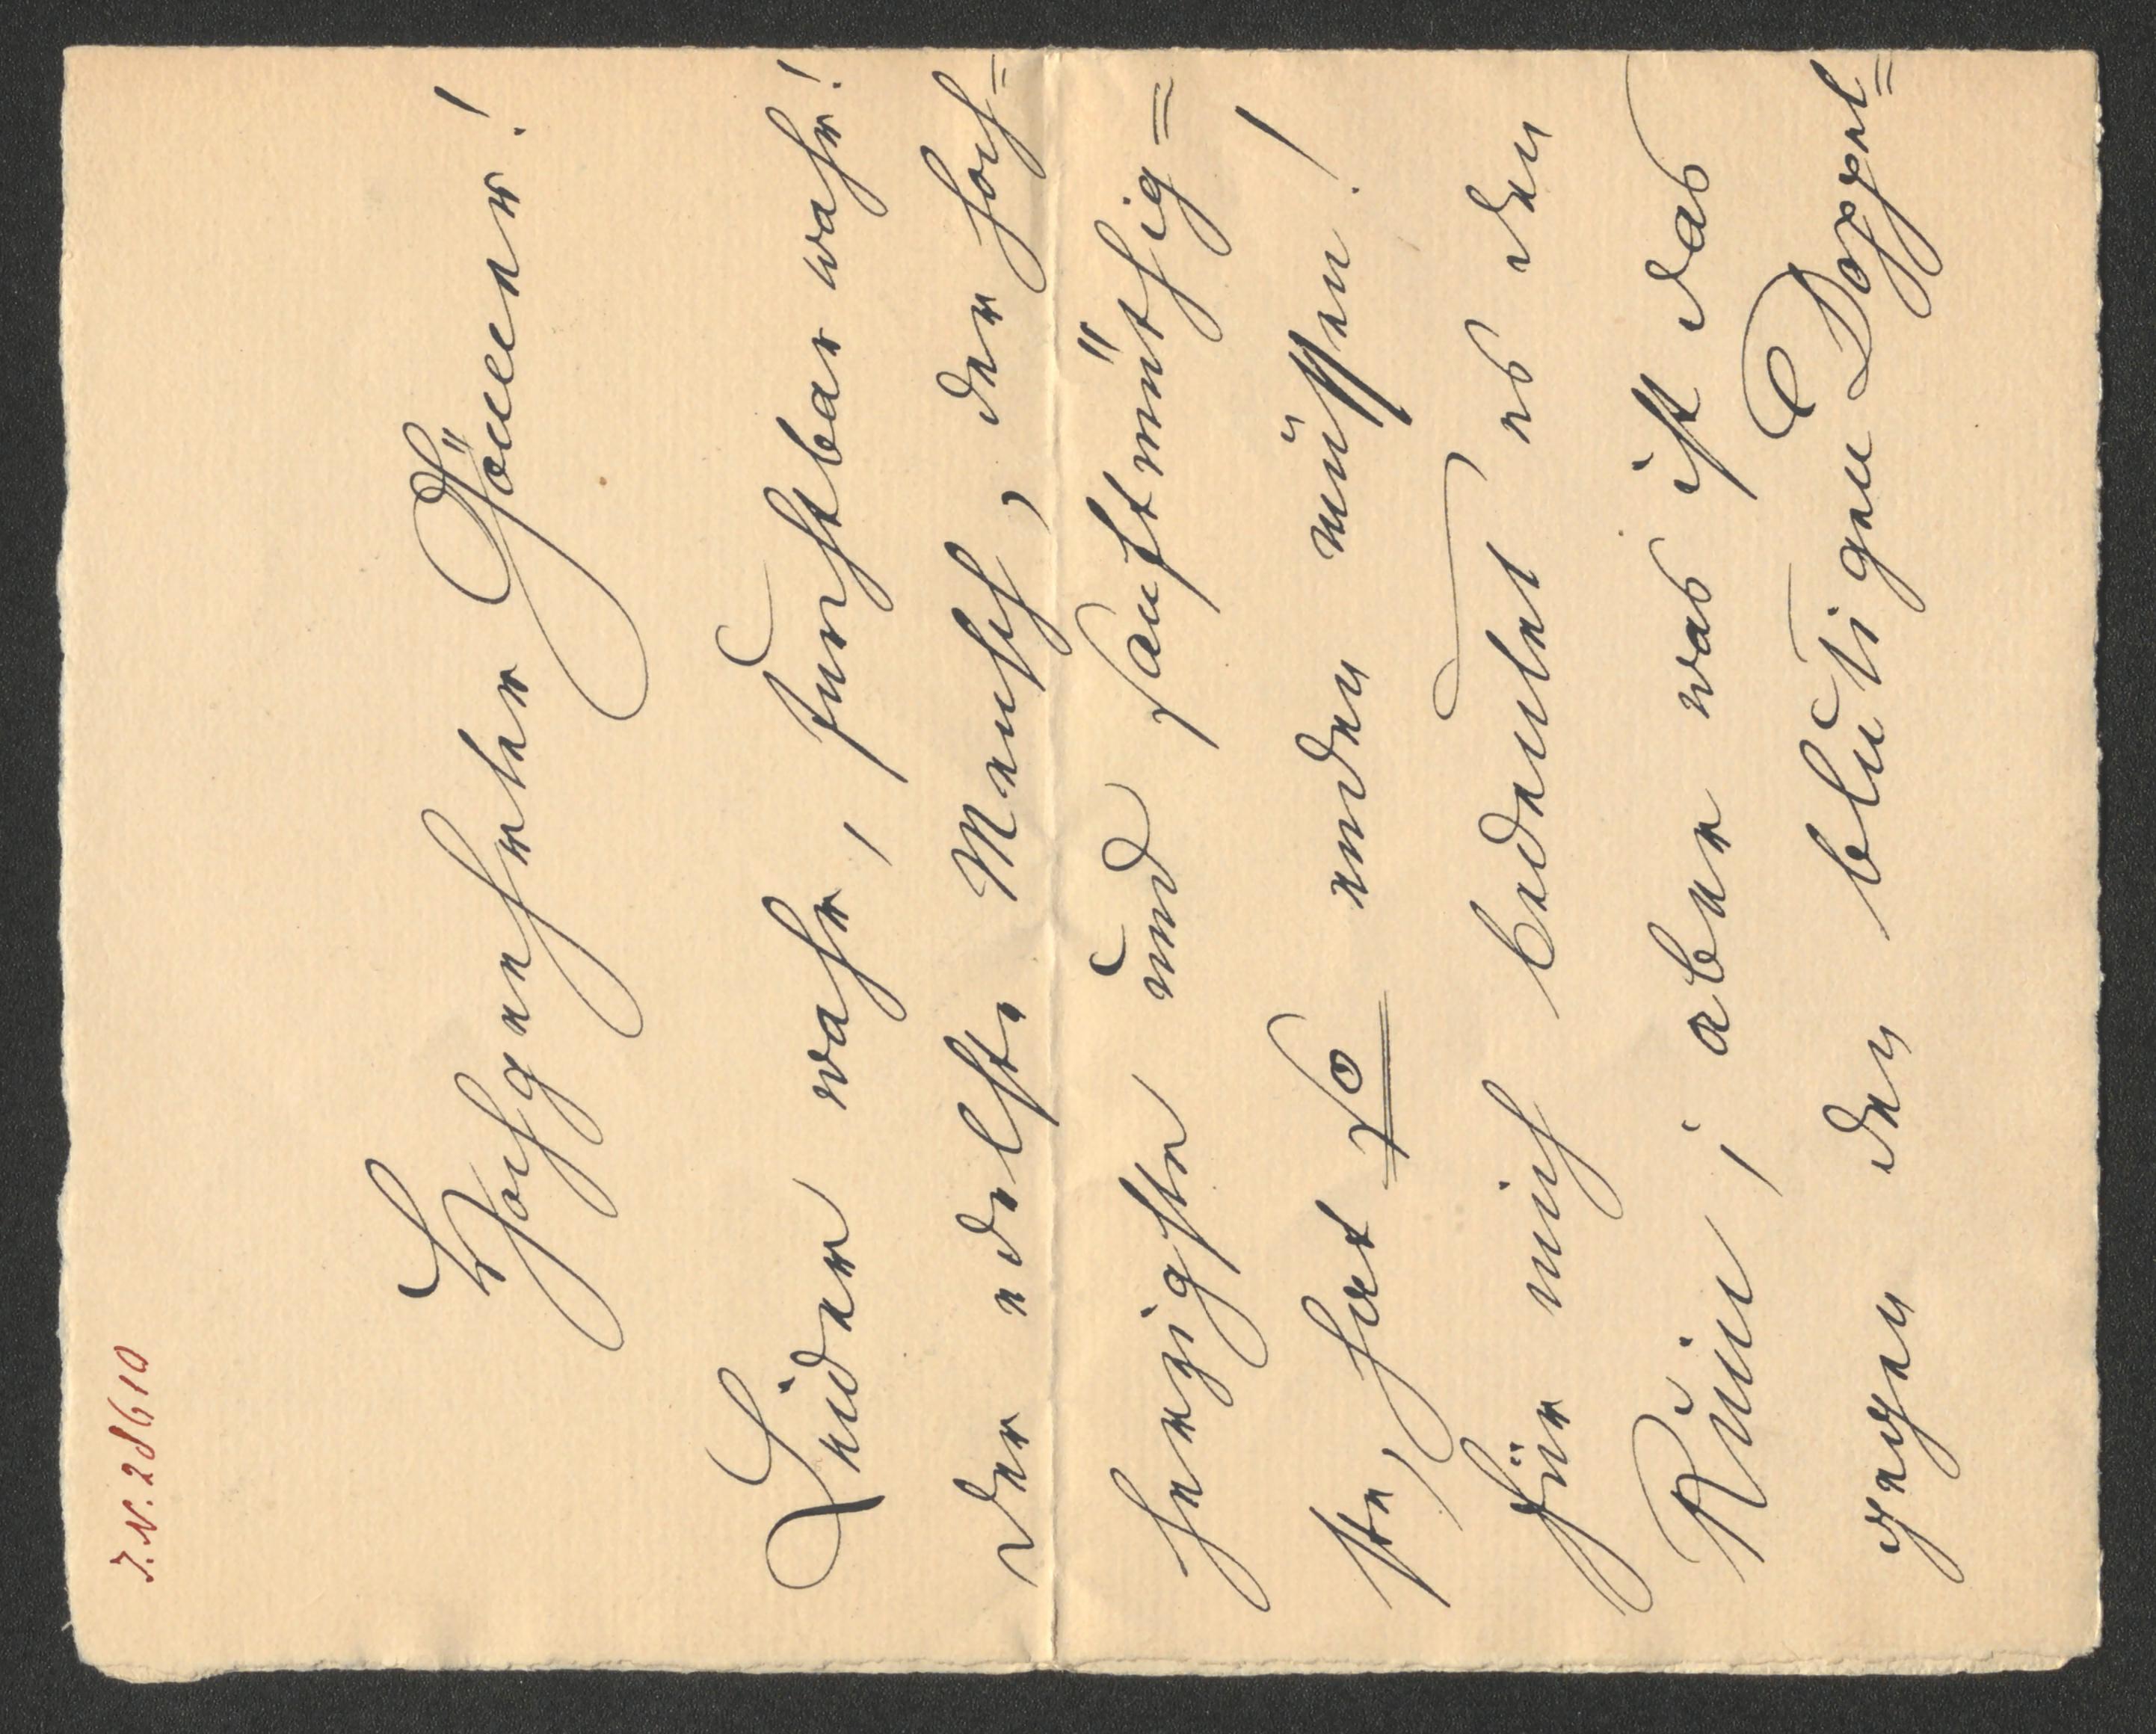 I.N. 28610
Hochgeehrter Gönner!
Leider wahr, furchtbar wahr!
der edelste Mensch, der hoch=
herzigste und sanftmüthig=
ste, hat so enden müssen!
Für mich bedeutet es den
Ruin; aber was ist das
gegen den blutigen Doppel=